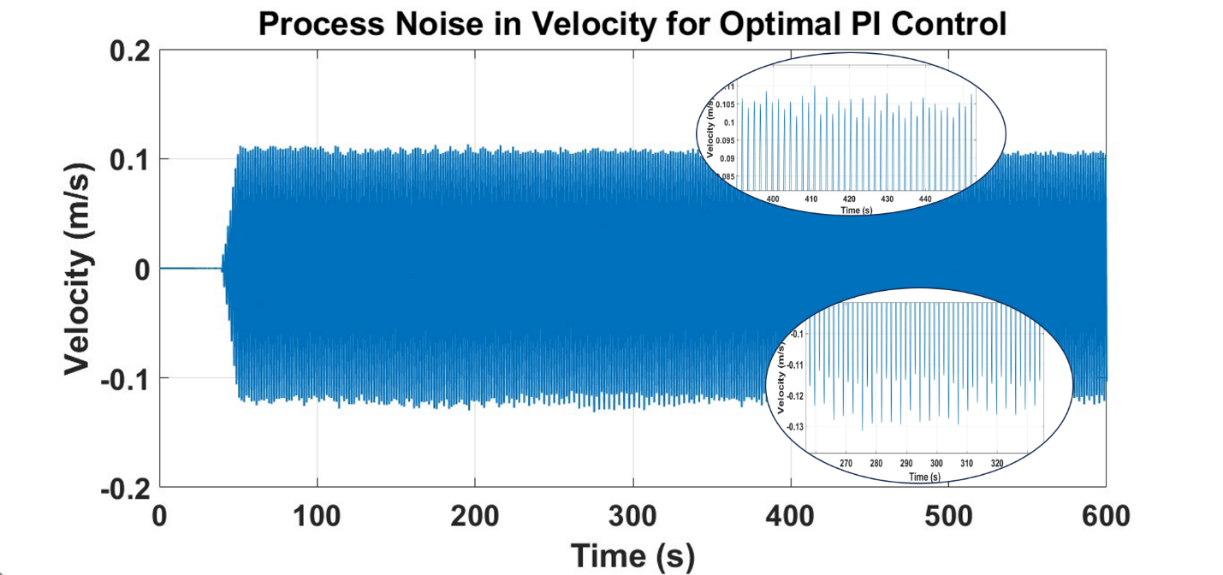 Process Noise in Velocity for Optimal PI Control
Velocity (m/s)
0.2
0.1
0
-0.1
-0.2
0 100 200 300 400 500 600
Time (s)
Velocity (m/s)
.11
0.105
0.1
0.095
0.09
.085
400 410 420 430 440
Time (s)
Velocity (m/s)
-0.1
-0.11
-0.12
-0.13
270 280 290 300 310 320
Time (s)